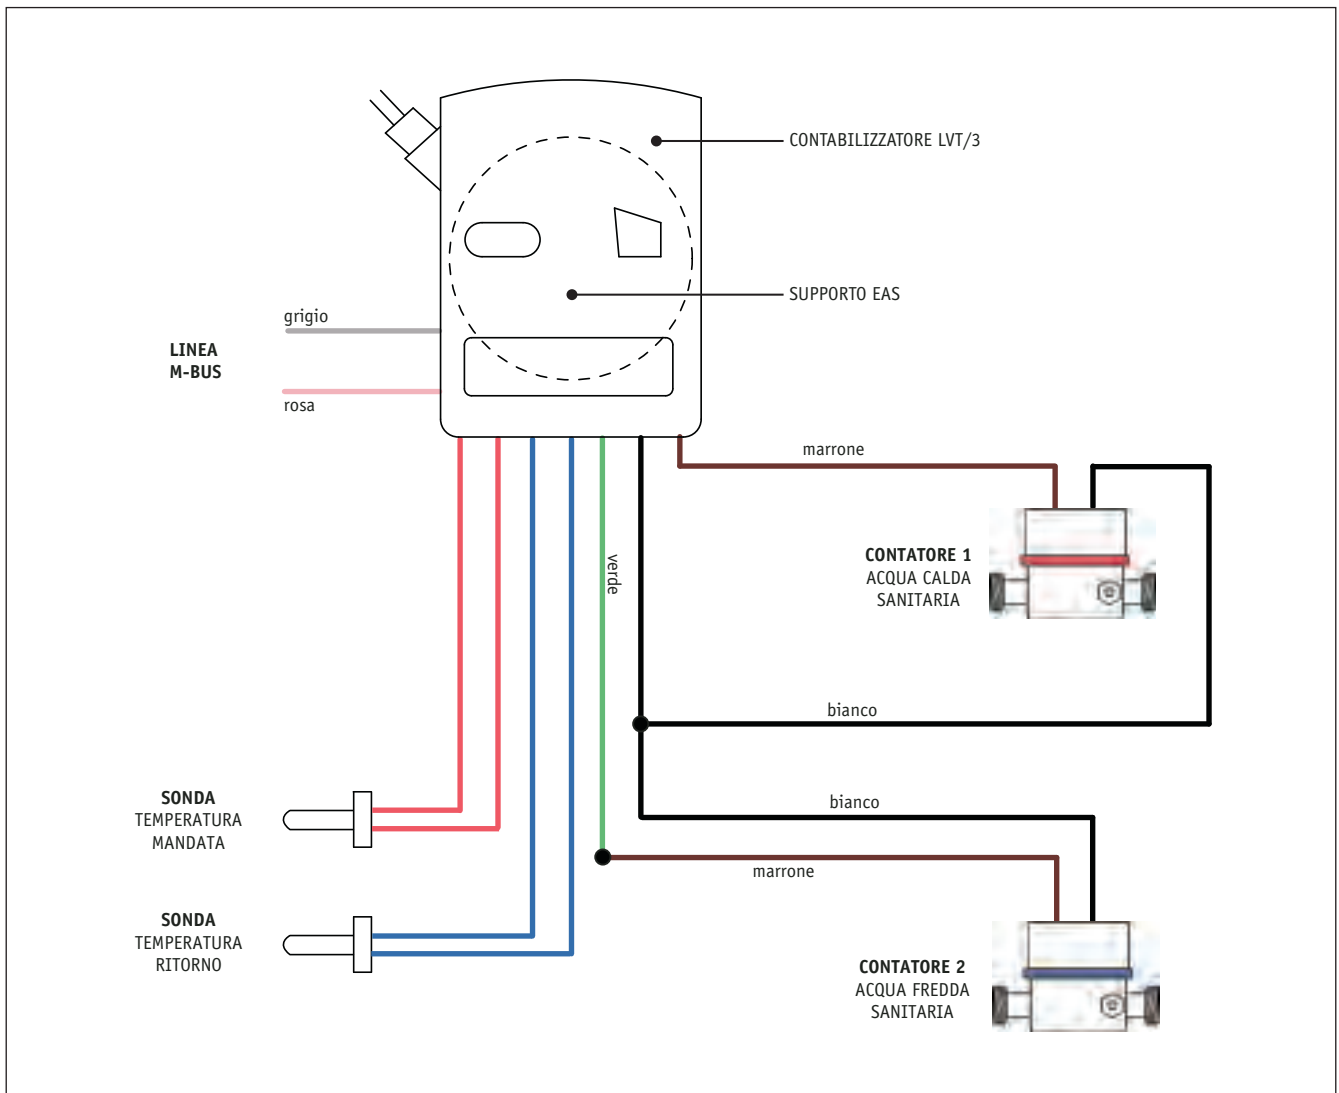 CONTABILIZZATORE LVT/3
SUPPORTO EAS
grigio
LINEA
M-BUS
rosa
marrone
CONTATORE 1
ACQUA CALDA
SANITARIA
verde
bianco
bianco
SONDA
TEMPERATURA
MANDATA
marrone
SONDA
TEMPERATURA
RITORNO
CONTATORE 2
ACQUA FREDDA
SANITARIA